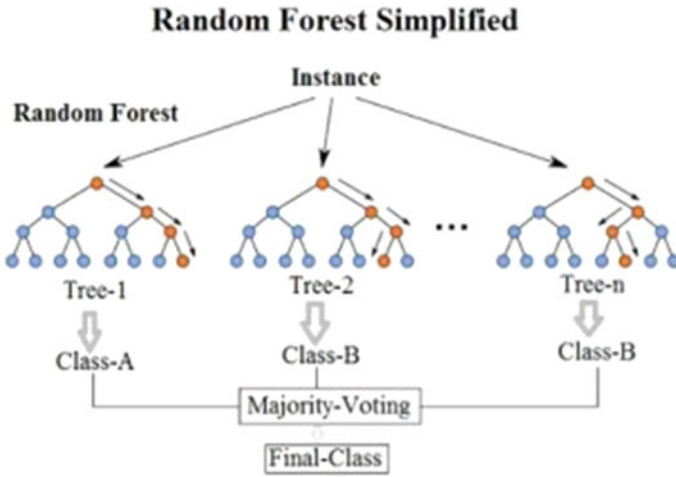 Random Forest Simplified
Instance
Random Forest
...
Tree-1
Tree-2
Tree-n
Class-A
Class-B
Class-B
Majority-Voting
Final-Class